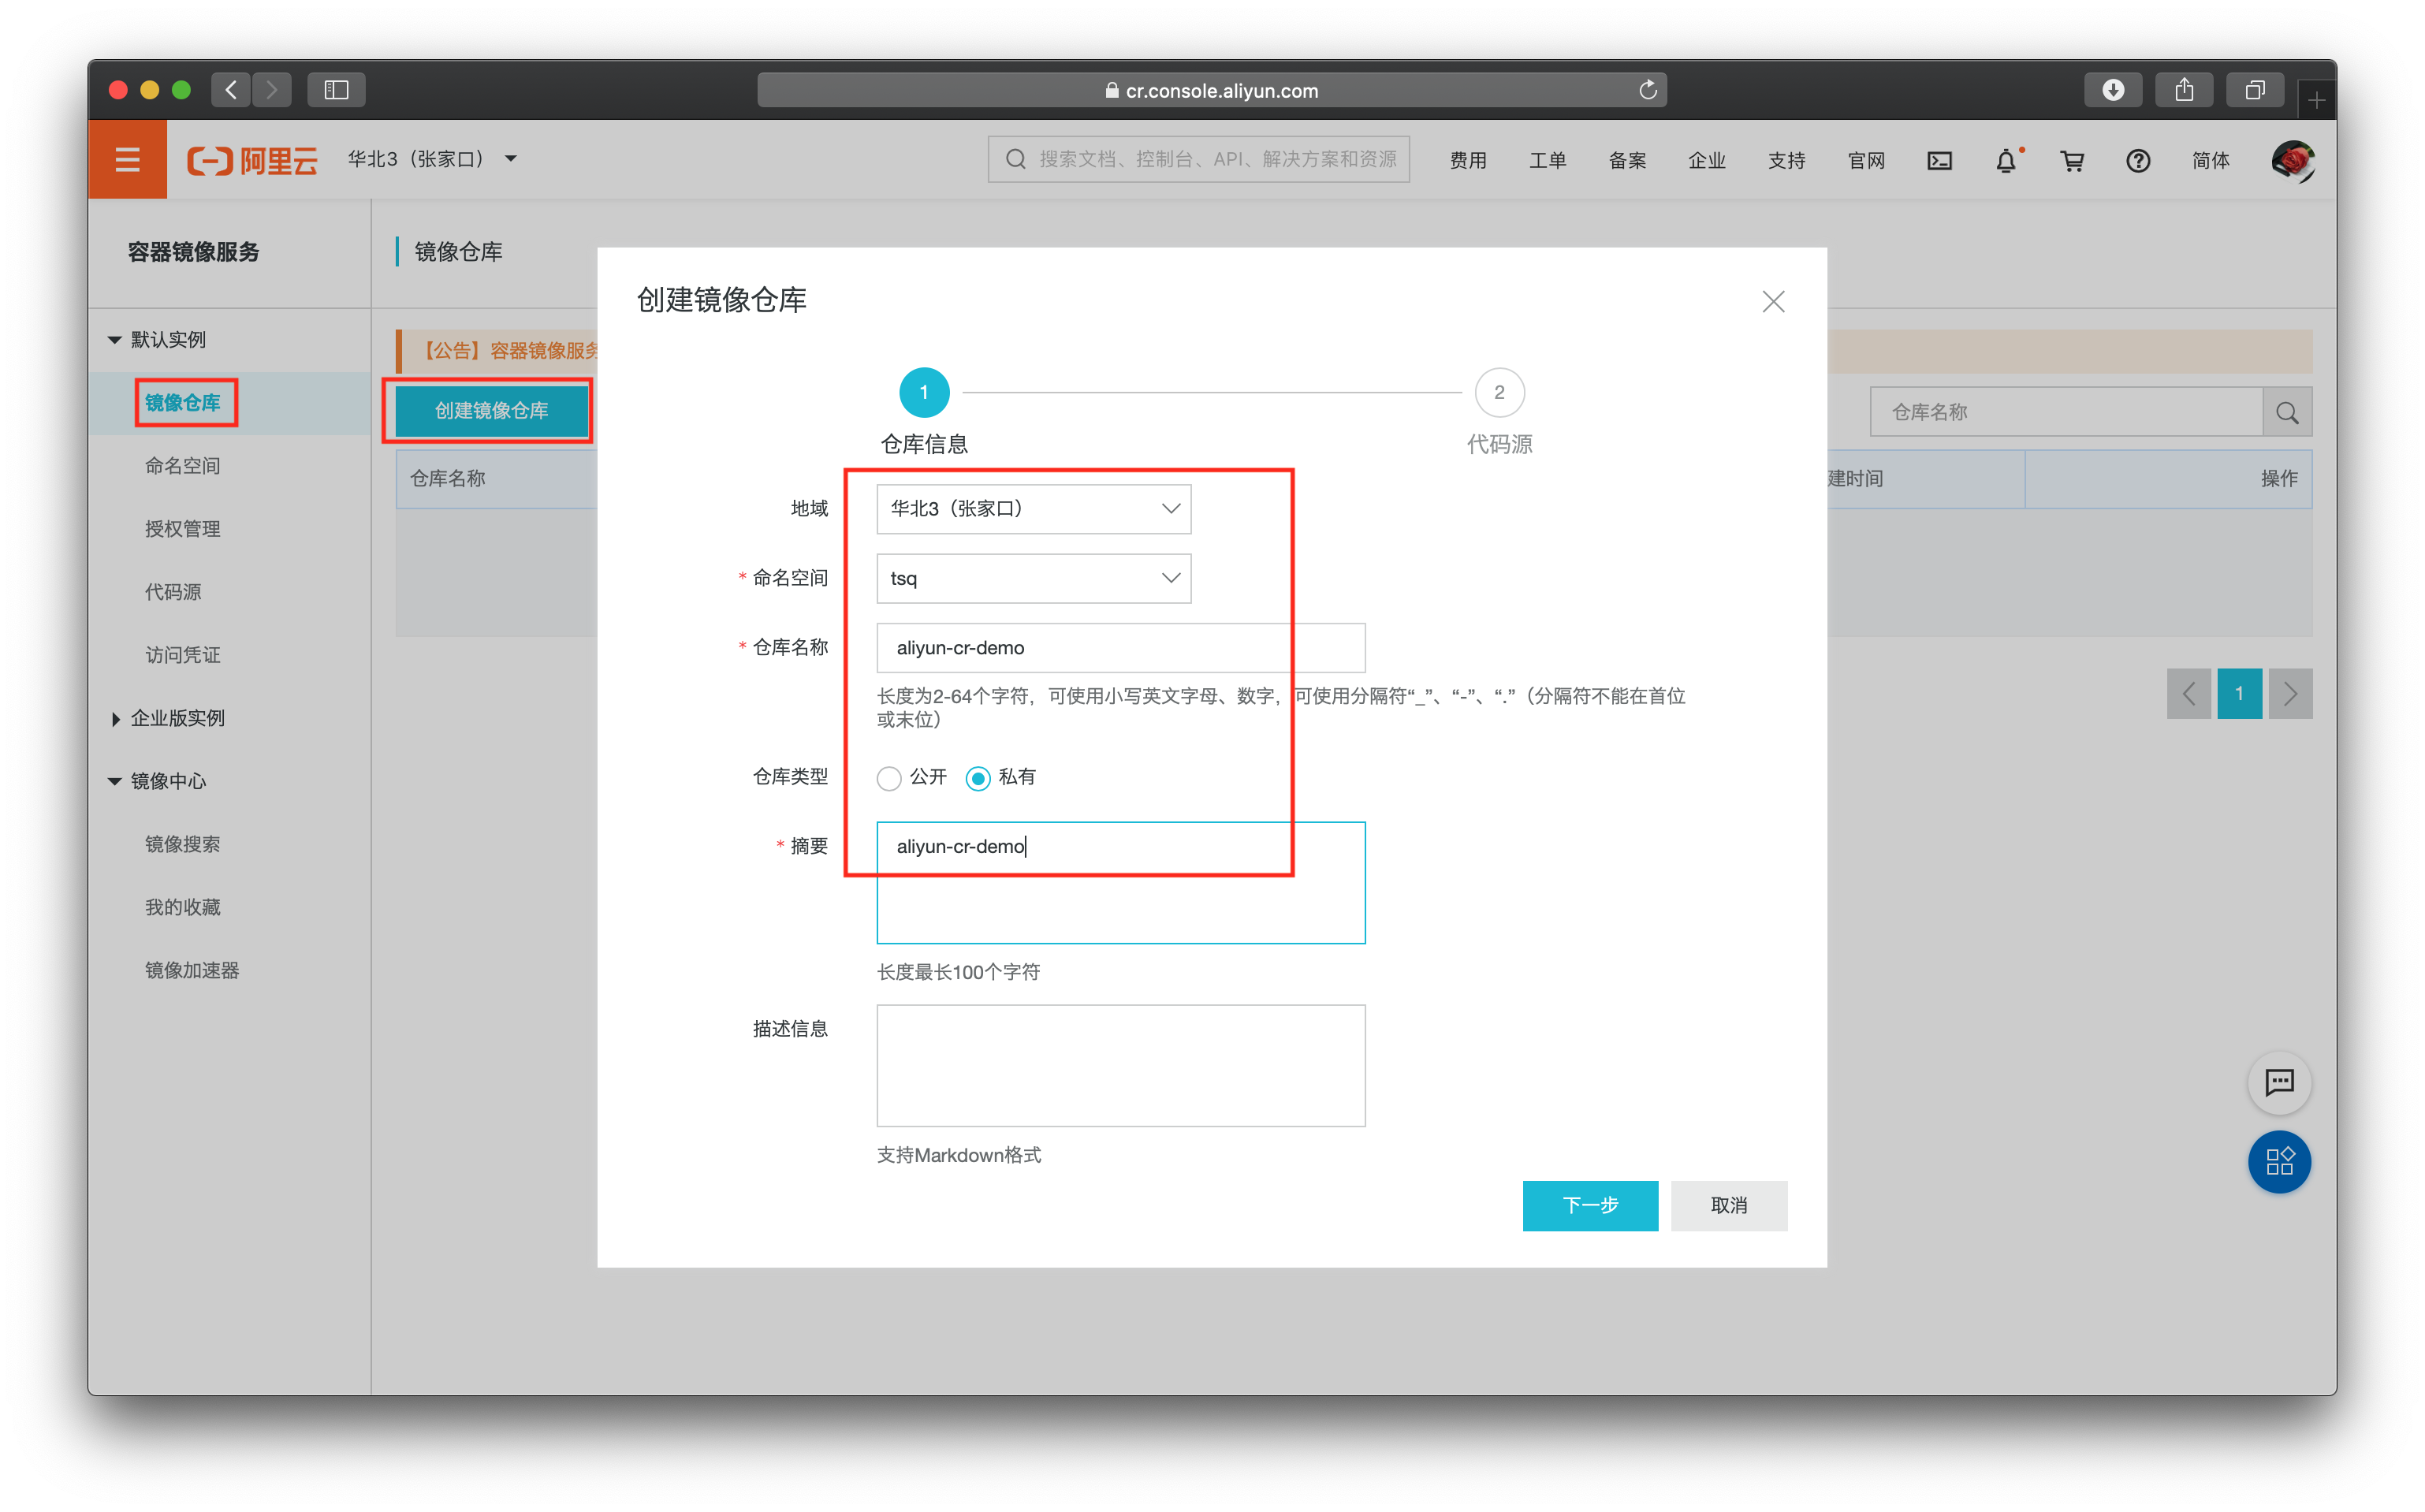 cr.console.aliyun.com
阿里云
华北3（张家口）
搜索文档、控制台、API、解决方案和资源
费用
工单
备案
企业
支持
官网
简体
容器镜像服务
默认实例
镜像仓库
命名空间
授权管理
代码源
访问凭证
企业版实例
镜像中心
镜像搜索
我的收藏
镜像加速器
镜像仓库
【公告】容器镜像服务
创建镜像仓库
仓库名称
仓库名称
建时间
操作
1
创建镜像仓库
1
2
仓库信息
代码源
地域
华北3（张家口）
* 命名空间
tsq
* 仓库名称
aliyun-cr-demo
长度为2-64个字符，可使用小写英文字母、数字，可使用分隔符“_”、“-”、“.”（分隔符不能在首位
或末位）
仓库类型
公开
私有
* 摘要
aliyun-cr-demo
长度最长100个字符
描述信息
支持Markdown格式
下一步
取消